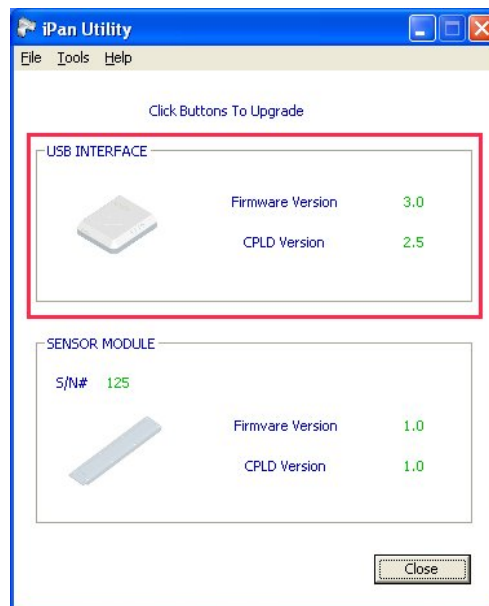 iPan Utility
File Tools Help
Click Buttons To Upgrade
USB INTERFACE
Firmware Version 3.0
CPLD Version 2.5
SENSOR MODULE
S/N# 125
Firmware Version 1.0
CPLD Version 1.0
Close